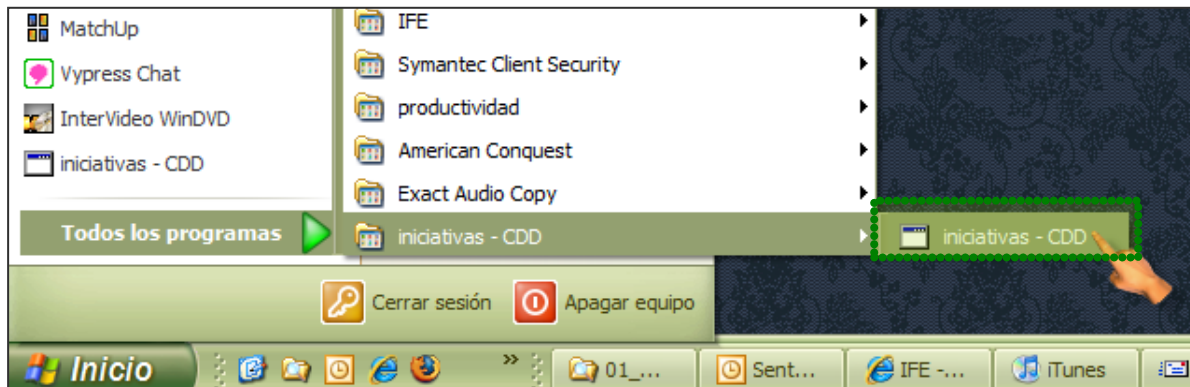 MatchUp
Vypress Chat
InterVideo WinDVD
iniciativas - CDD
Todos los programas
IFE
Symantec Client Security
productividad
American Conquest
Exact Audio Copy
iniciativas - CDD
iniciativas - CDD
Cerrar sesión
Apagar equipo
Inicio
»
01_...
Sent...
IFE -...
iTunes